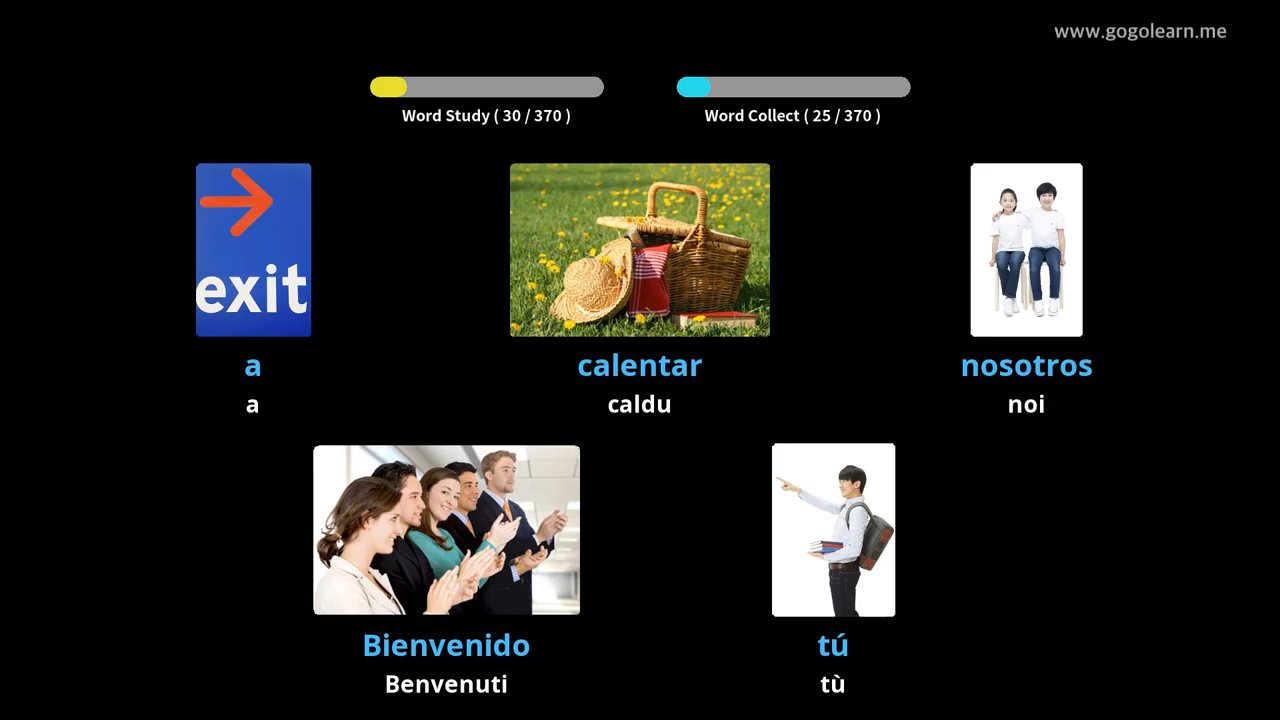 www.gogolearn.me
Word Study ( 30 / 370 )
Word Collect ( 25 / 370 )
exit
a
a
calentar
caldu
nosotros
noi
Bienvenido
Benvenuti
tú
tù